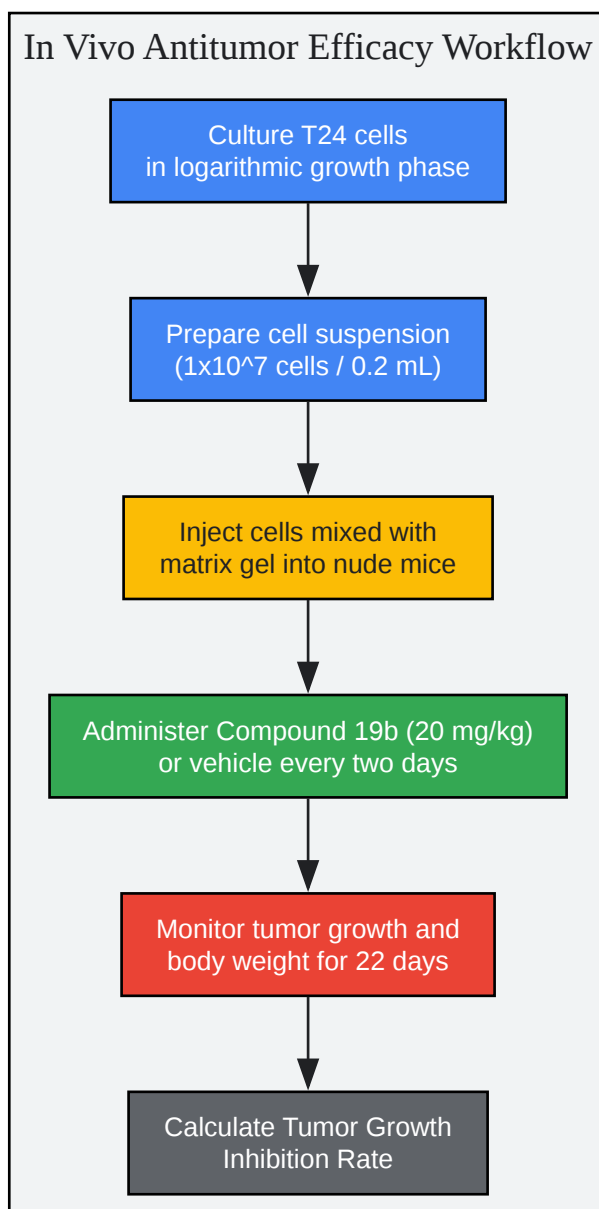 In Vivo Antitumor Efficacy Workflow
Culture T24 cells
in logarithmic growth phase
Prepare cell suspension
(1x10^7 cells / 0.2 mL)
Inject cells mixed with
matrix gel into nude mice
Administer Compound 19b (20 mg/kg)
or vehicle every two days
Monitor tumor growth and
body weight for 22 days
Calculate Tumor Growth
Inhibition Rate